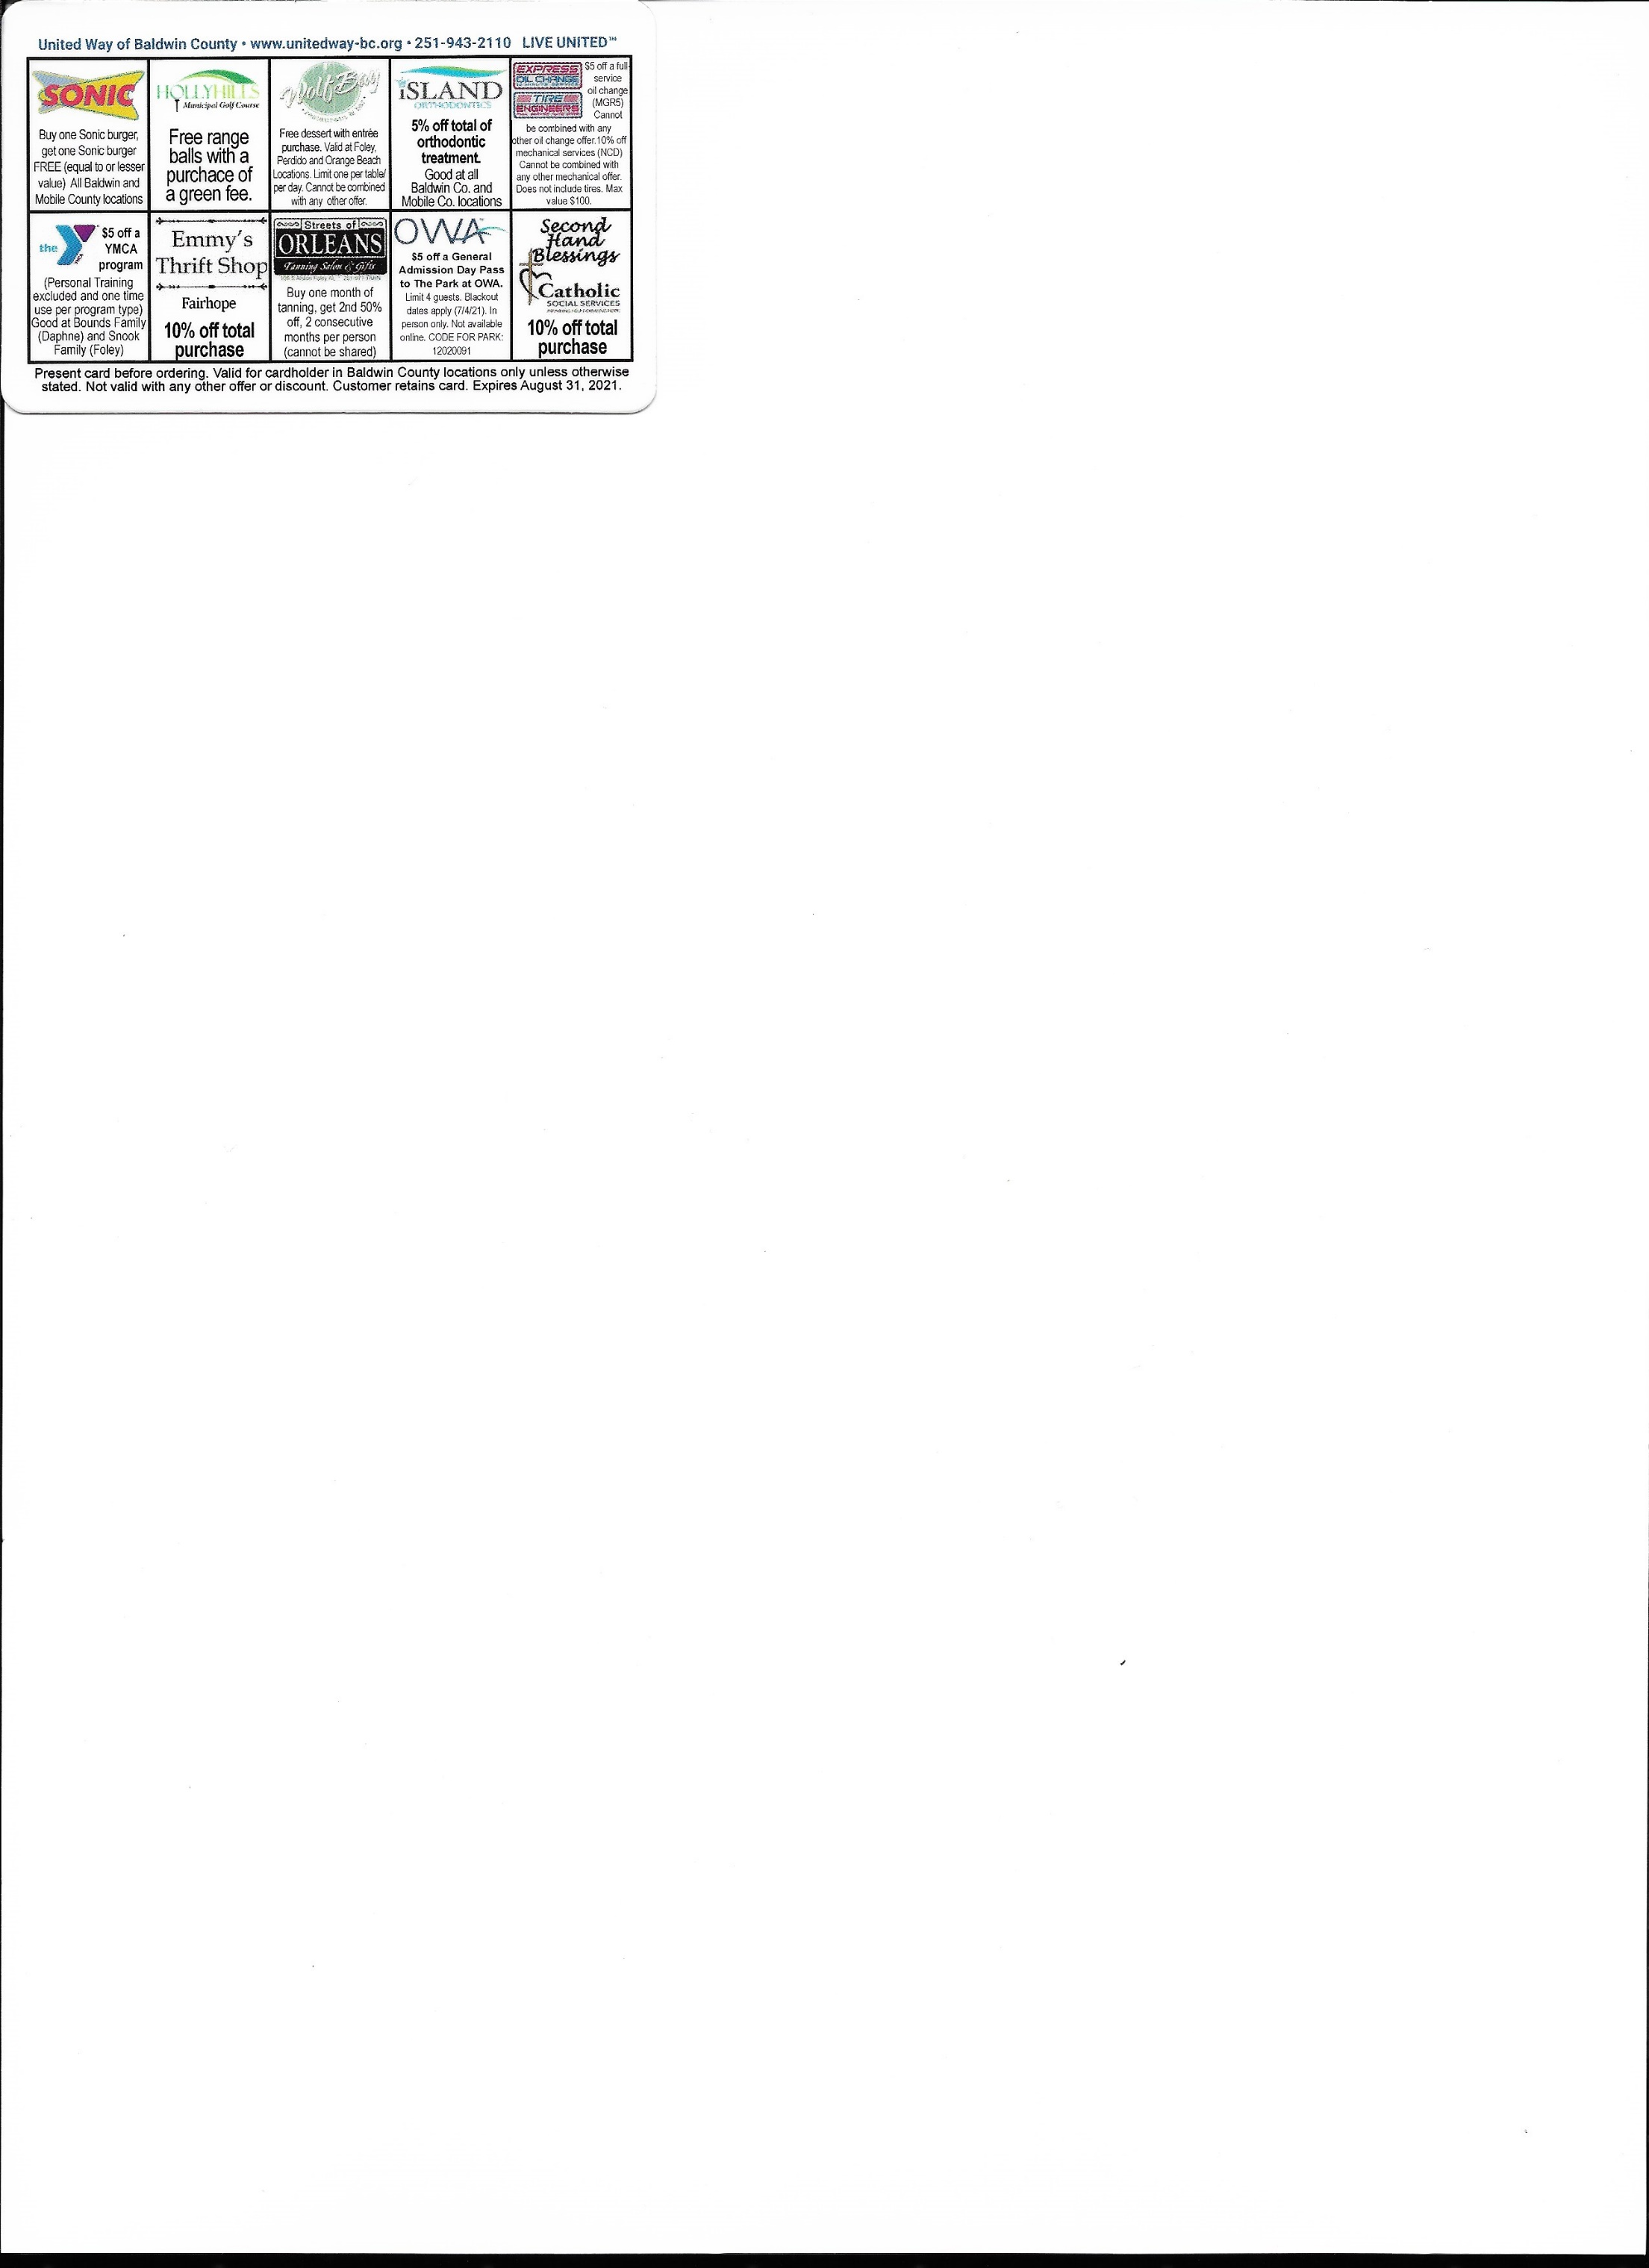 United Way of Baldwin County • www.unitedway-bc.org • 251-943-2110 LIVE UNITED™
SONIC
Buy one Sonic burger,
get one Sonic burger
FREE (equal to or lesser
value) All Baldwin and
Mobile County locations
HOLLYHILLS
Municipal Golf Course
Free range
balls with a
purchace of
a green fee.
Wolf Bay
Free dessert with entrée
purchase. Valid at Foley,
Perdido and Orange Beach
Locations. Limit one per table/
per day. Cannot be combined
with any other offer.
iSLAND
ORTHODONTICS
5% off total of
orthodontic
treatment.
Good at all
Baldwin Co. and
Mobile Co. locations
EXPRESS
OIL CHANGE
TIRE
ENGINEERS
$5 off a full
service
oil change
(MGR5)
Cannot
be combined with any
other oil change offer.10% off
mechanical services (NCD)
Cannot be combined with
any other mechanical offer.
Does not include tires. Max
value $100.
the Y
$5 off a
YMCA
program
(Personal Training
excluded and one time
use per program type)
Good at Bounds Family
(Daphne) and Snook
Family (Foley)
Emmy's
Thrift Shop
Fairhope
10% off total
purchase
Streets of
ORLEANS
Tanning Salon & Gifts
Buy one month of
tanning, get 2nd 50%
off, 2 consecutive
months per person
(cannot be shared)
OWA
$5 off a General
Admission Day Pass
to The Park at OWA.
Limit 4 guests. Blackout
dates apply (7/4/21). In
person only. Not available
online. CODE FOR PARK:
12020091
Second
Hand
Blessings
Catholic
SOCIAL SERVICES
10% off total
purchase
Present card before ordering. Valid for cardholder in Baldwin County locations only unless otherwise
stated. Not valid with any other offer or discount. Customer retains card. Expires August 31, 2021.